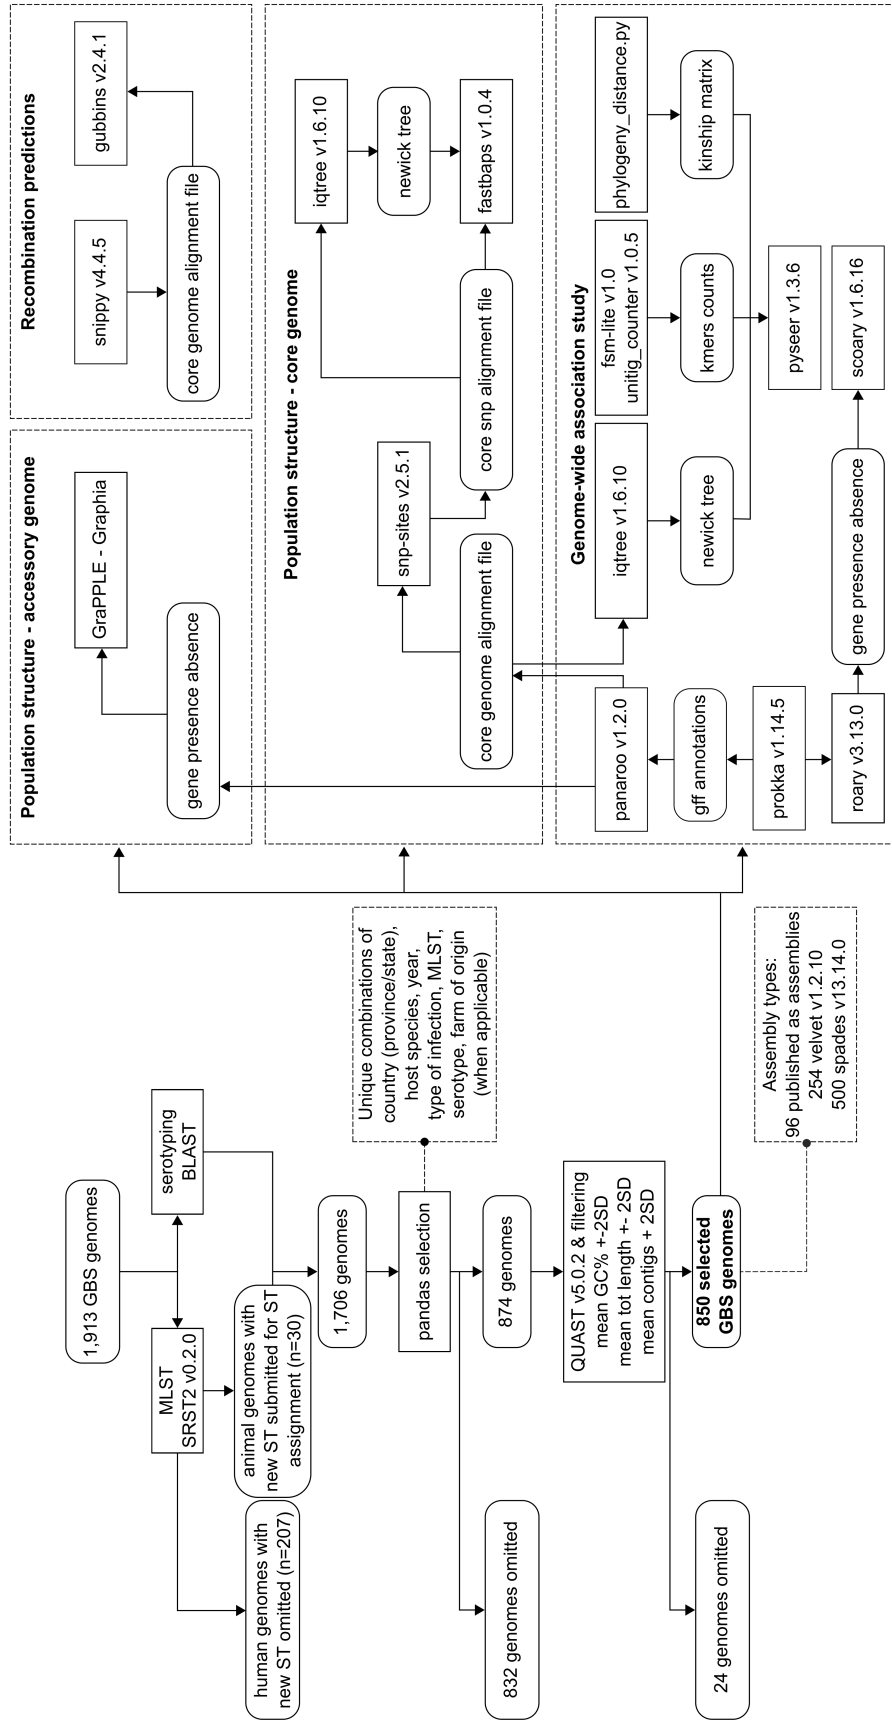 1,913 GBS genomes
MLST
SRST2 v0.2.0
serotyping
BLAST
human genomes with
new ST omitted (n=207)
animal genomes with
new ST submitted for ST
assignment (n=30)
1,706 genomes
pandas selection
Unique combinations of
country (province/state),
host species, year,
type of infection, MLST,
serotype, farm of origin
(when applicable)
832 genomes omitted
874 genomes
QUAST v5.0.2 & filtering
mean GC% +-2SD
mean tot length +- 2SD
mean contigs + 2SD
24 genomes omitted
850 selected
GBS genomes
Assembly types:
96 published as assemblies
254 velvet v1.2.10
500 spades v13.14.0
Population structure - accessory genome
GraPPLE - Graphia
gene presence absence
Recombination predictions
snippy v4.4.5
gubbins v2.4.1
core genome alignment file
Population structure - core genome
iqtree v1.6.10
newick tree
snp-sites v2.5.1
core genome alignment file
core snp alignment file
fastbaps v1.0.4
Genome-wide association study
panaroo v1.2.0
iqtree v1.6.10
fsm-lite v1.0
unitig_counter v1.0.5
phylogeny_distance.py
gff annotations
newick tree
kmers counts
kinship matrix
prokka v1.14.5
pyseer v1.3.6
roary v3.13.0
gene presence absence
scoary v1.6.16